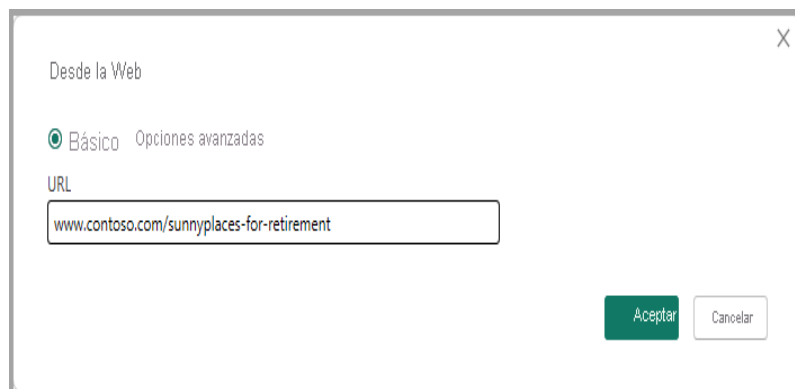 X
Desde la Web
Básico Opciones avanzadas
URL
www.contoso.com/sunnyplaces-for-retirement
Aceptar Cancelar